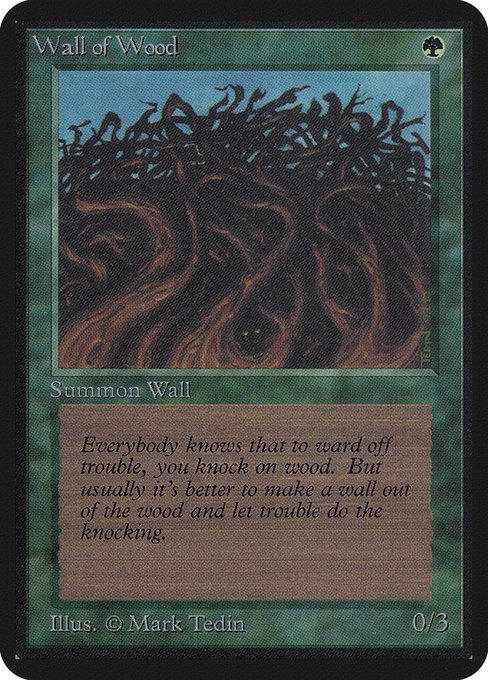 Wall of Wood
Summon Wall
Everybody knows that to ward off
trouble, you knock on wood. But
usually it's better to make a wall out
of the wood and let trouble do the
knocking.
Illus. © Mark Tedin
0/3